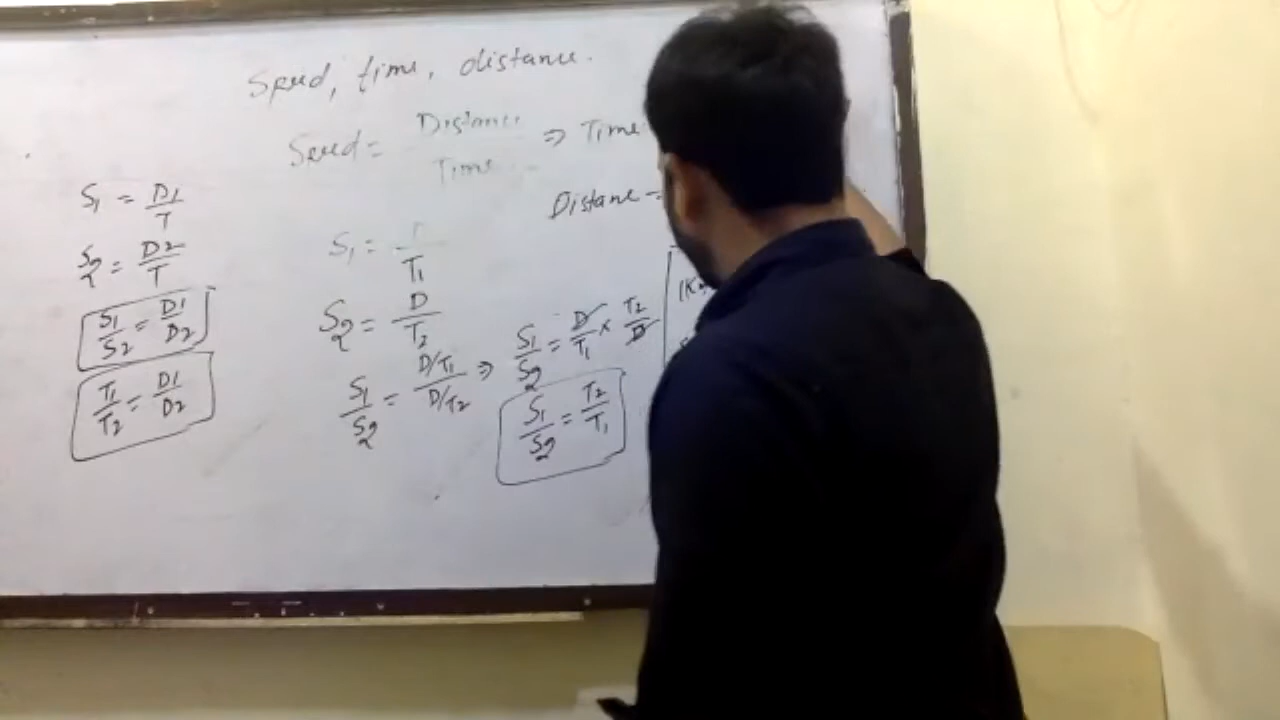 Speed, time, distance.
Speed = Distance / Time ⇒ Time
Distane =
S1 = D1/T
S2 = D2/T
S1/S2 = D1/D2
T1/T2 = D1/D2
S1 = /T1
S2 = D/T2
S1/S2 = D/T1 / D/T2 ⇒ S1/S2 = D/T1 × T2/D
S1/S2 = T2/T1